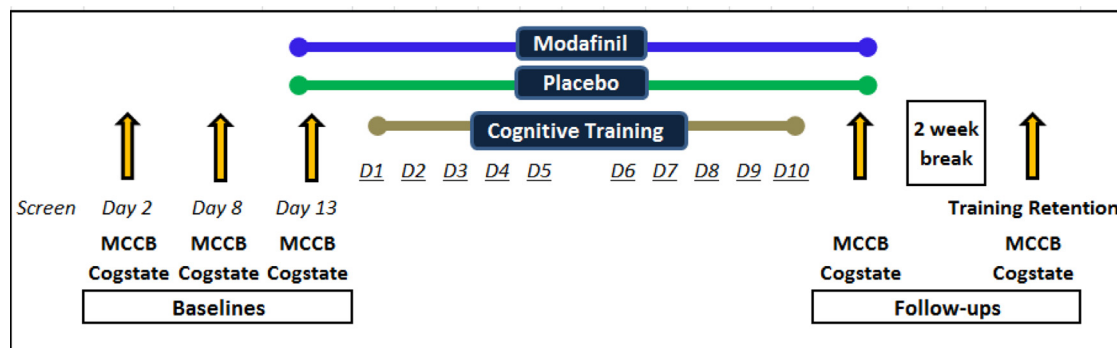 Modafinil
Placebo
Cognitive Training
D1 D2 D3 D4 D5 D6 D7 D8 D9 D10
2 week
break
Screen Day 2 Day 8 Day 13 Training Retention
MCCB MCCB MCCB MCCB MCCB
Cogstate Cogstate Cogstate Cogstate Cogstate
Baselines Follow-ups